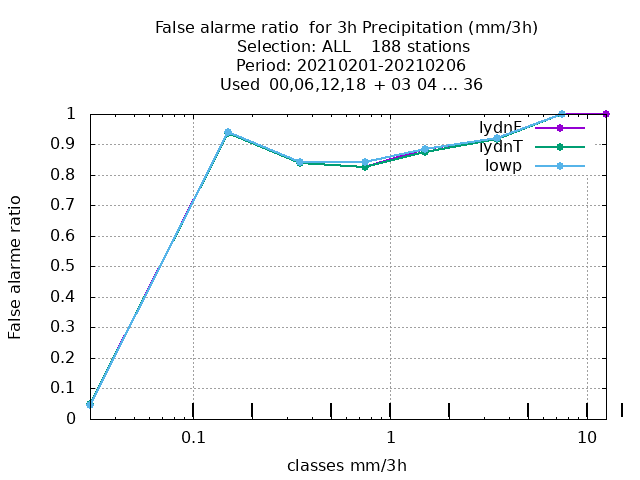 False alarme ratio  for 3h Precipitation (mm/3h)
Selection: ALL    188 stations
Period: 20210201-20210206
Used  00,06,12,18  + 03 04 ... 36
1
0.9
0.8
0.7
0.6
0.5
0.4
0.3
0.2
0.1
0
False alarme ratio
lydnF
lydnT
lowp
0.1
1
10
classes mm/3h